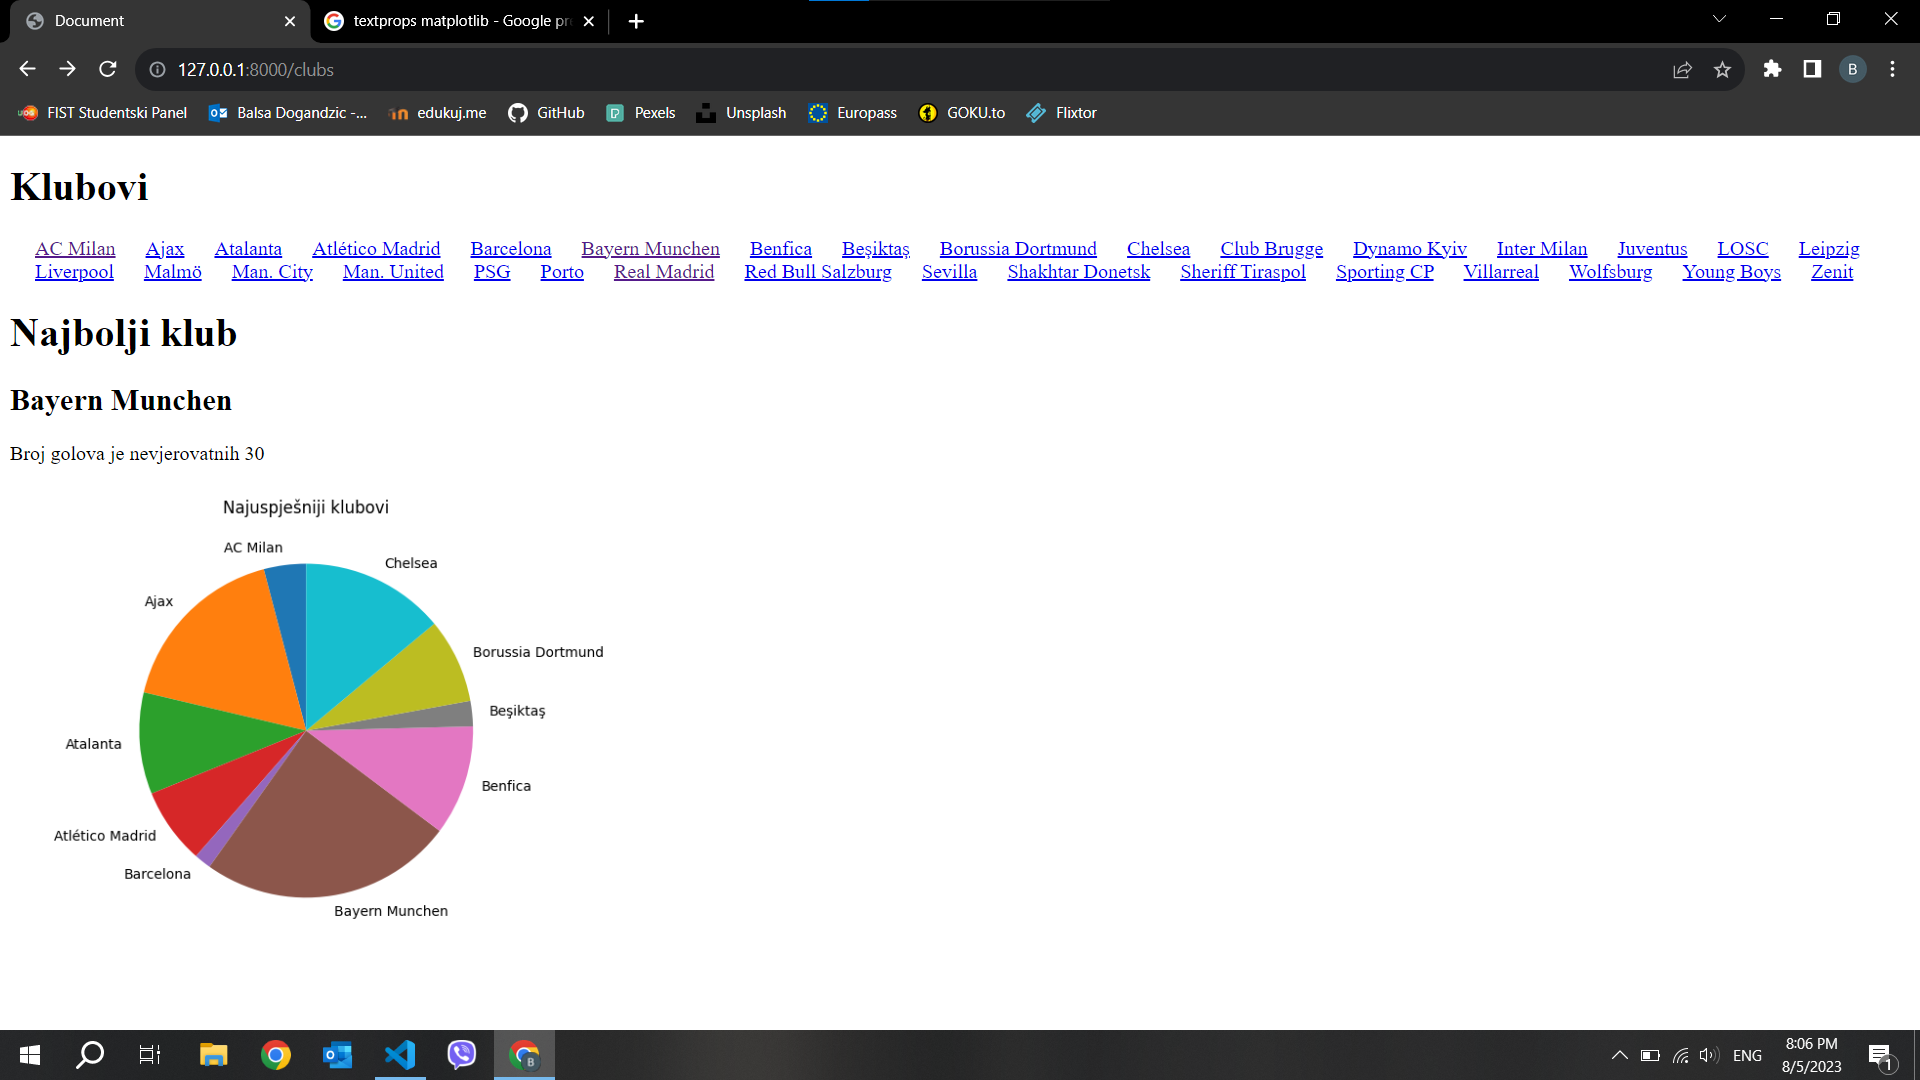 Document
textprops matplotlib - Google pr
127.0.0.1:8000/clubs
B
FIST Studentski Panel Balsa Dogandzic -... edukuj.me GitHub Pexels Unsplash Europass GOKU.to Flixtor
Klubovi
AC Milan Ajax Atalanta Atlético Madrid Barcelona Bayern Munchen Benfica Beşiktaş Borussia Dortmund Chelsea Club Brugge Dynamo Kyiv Inter Milan Juventus LOSC Leipzig
Liverpool Malmö Man. City Man. United PSG Porto Real Madrid Red Bull Salzburg Sevilla Shakhtar Donetsk Sheriff Tiraspol Sporting CP Villarreal Wolfsburg Young Boys Zenit
Najbolji klub
Bayern Munchen
Broj golova je nevjerovatnih 30
Najuspješniji klubovi
AC Milan
Chelsea
Ajax
Borussia Dortmund
Beşiktaş
Atalanta
Benfica
Atlético Madrid
Barcelona
Bayern Munchen
ENG
8:06 PM
8/5/2023
1